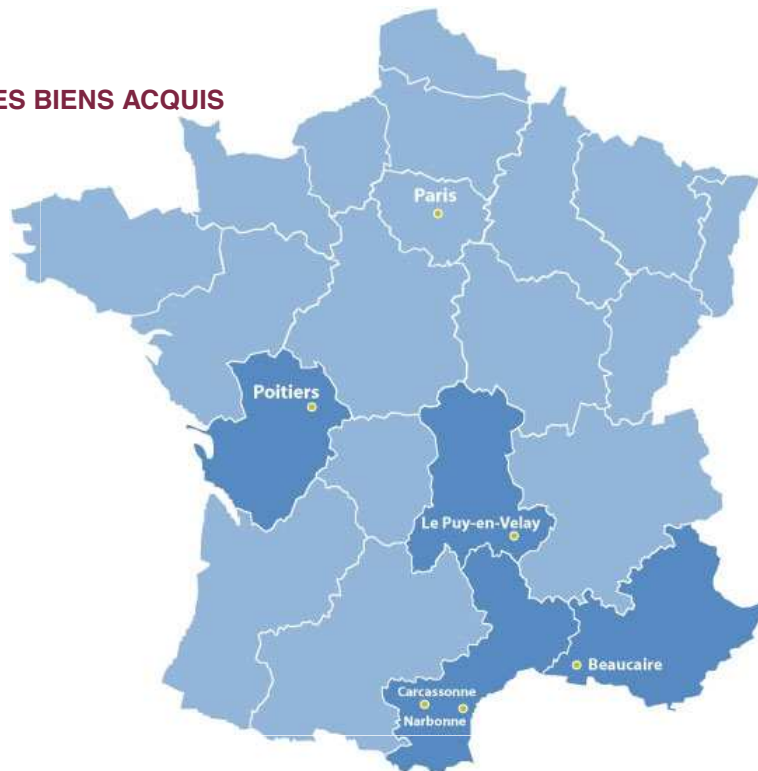 ES BIENS ACQUIS
Paris
Poitiers
Le Puy-en-Velay
Beaucaire
Carcassonne
Narbonne